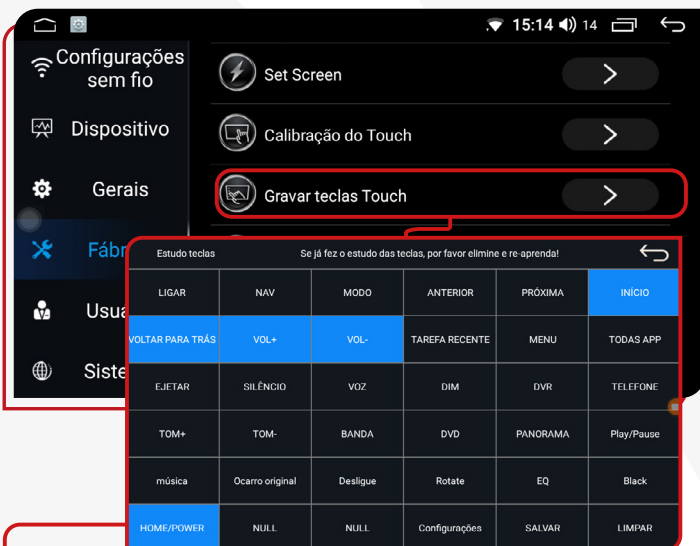 15:14 14
Configurações
sem fio
Set Screen
Dispositivo
Calibração do Touch
Gerais
Gravar teclas Touch
Fábr
Estudo teclas Se já fez o estudo das teclas, por favor elimine e re-aprenda!
LIGAR NAV MODO ANTERIOR PRÓXIMA INÍCIO
Usua
VOLTAR PARA TRÁS VOL+ VOL- TAREFA RECENTE MENU TODAS APP
Siste
EJETAR SILÊNCIO VOZ DIM DVR TELEFONE
TOM+ TOM- BANDA DVD PANORAMA Play/Pause
música Ocarro original Desligue Rotate EQ Black
HOME/POWER NULL NULL Configurações SALVAR LIMPAR